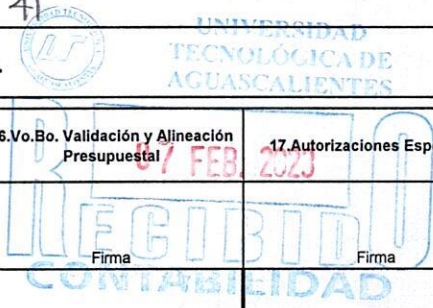 41
UNIVERSIDAD
TECNOLÓGICA DE
AGUASCALIENTES
6.Vo.Bo. Validación y Alineación
Presupuestal
17.Autorizaciones Espe
07 FEB. 2023
RECIBIDO
Firma
Firma
CONTABILIDAD